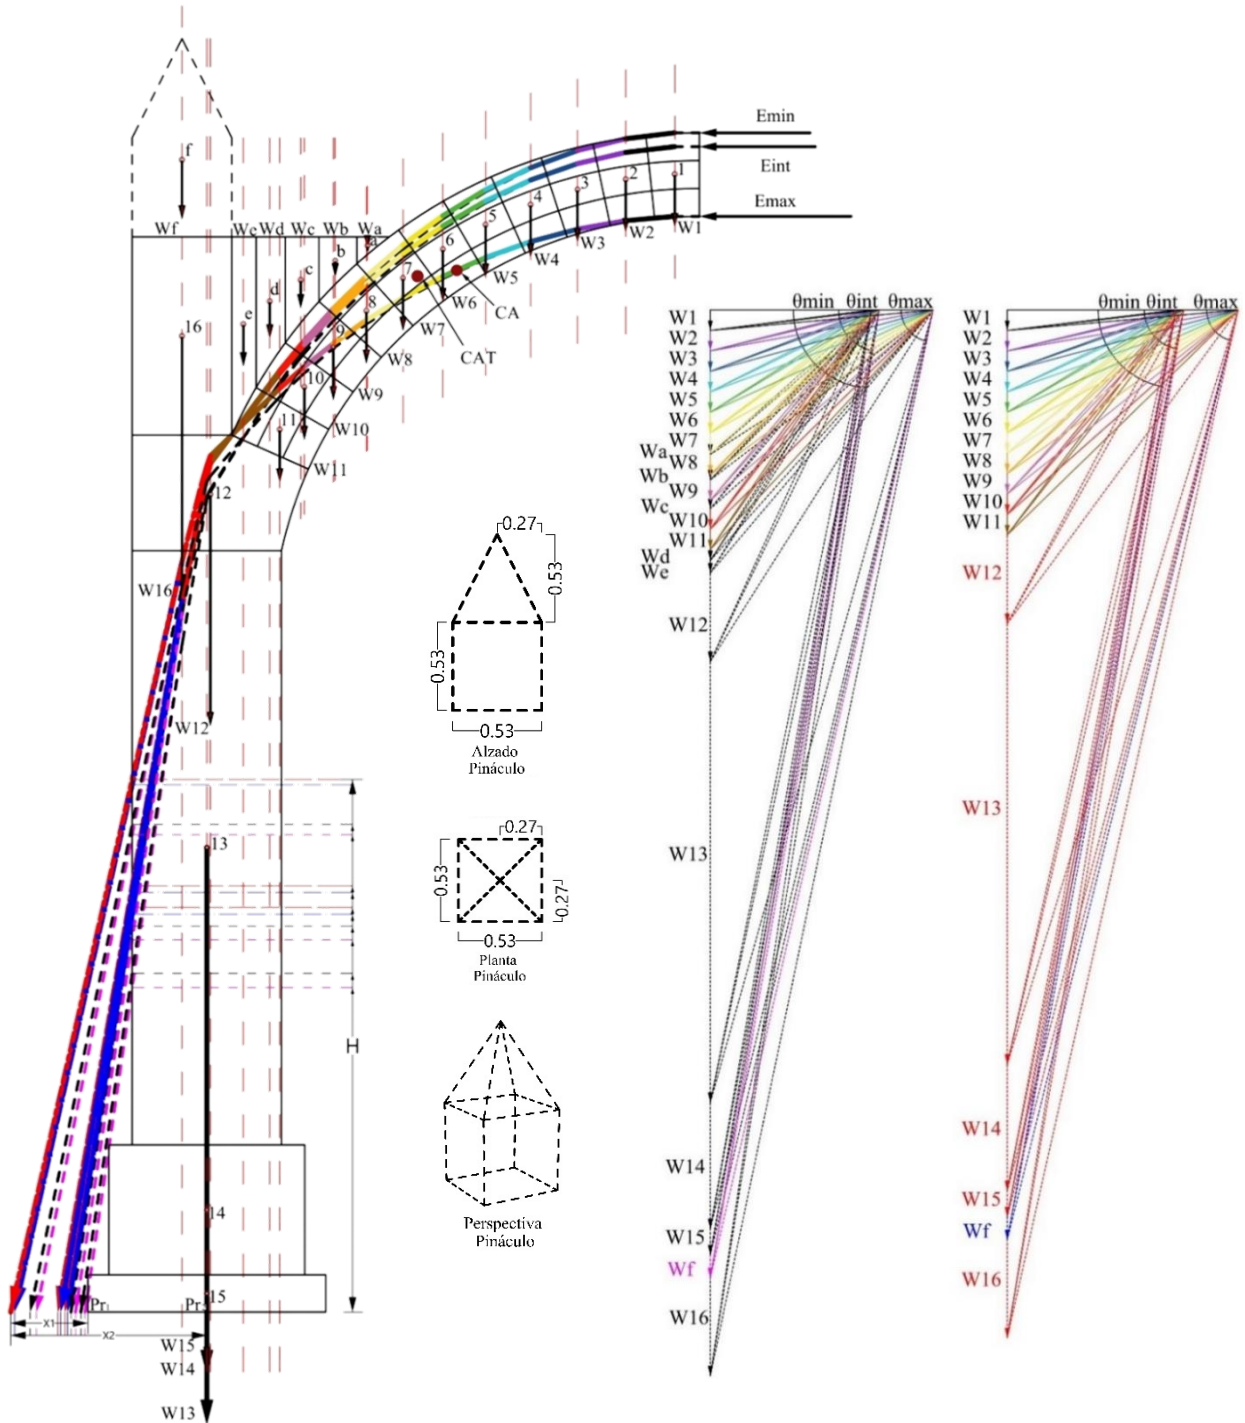 Emin
Eint
Emax
f
Wf
We
Wd
Wc
Wb
Wa
a
b
c
d
e
16
1
2
3
4
5
6
7
8
9
10
11
12
W1
W2
W3
W4
W5
W6
W7
W8
W9
W10
W11
CA
CAT
W16
W12
13
14
15
H
Pr
Pr
X1
X2
W15
W14
W13
0.27
0.53
0.53
0.53
Alzado
Pináculo
0.27
0.53
0.27
0.53
Planta
Pináculo
Perspectiva
Pináculo
θmin θint θmax
W1
W2
W3
W4
W5
W6
W7
Wa
W8
Wb
W9
Wc
W10
W11
Wd
We
W12
W13
W14
W15
Wf
W16
θmin θint θmax
W1
W2
W3
W4
W5
W6
W7
W8
W9
W10
W11
W12
W13
W14
W15
Wf
W16